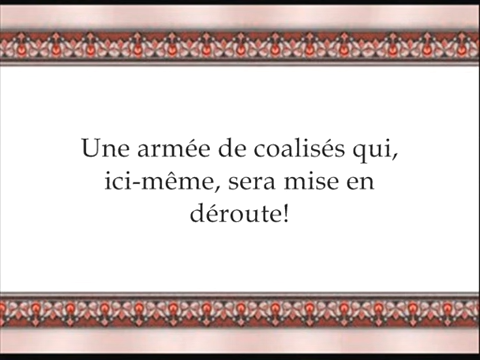 Une armée de coalisés qui,
ici-même, sera mise en
déroute!